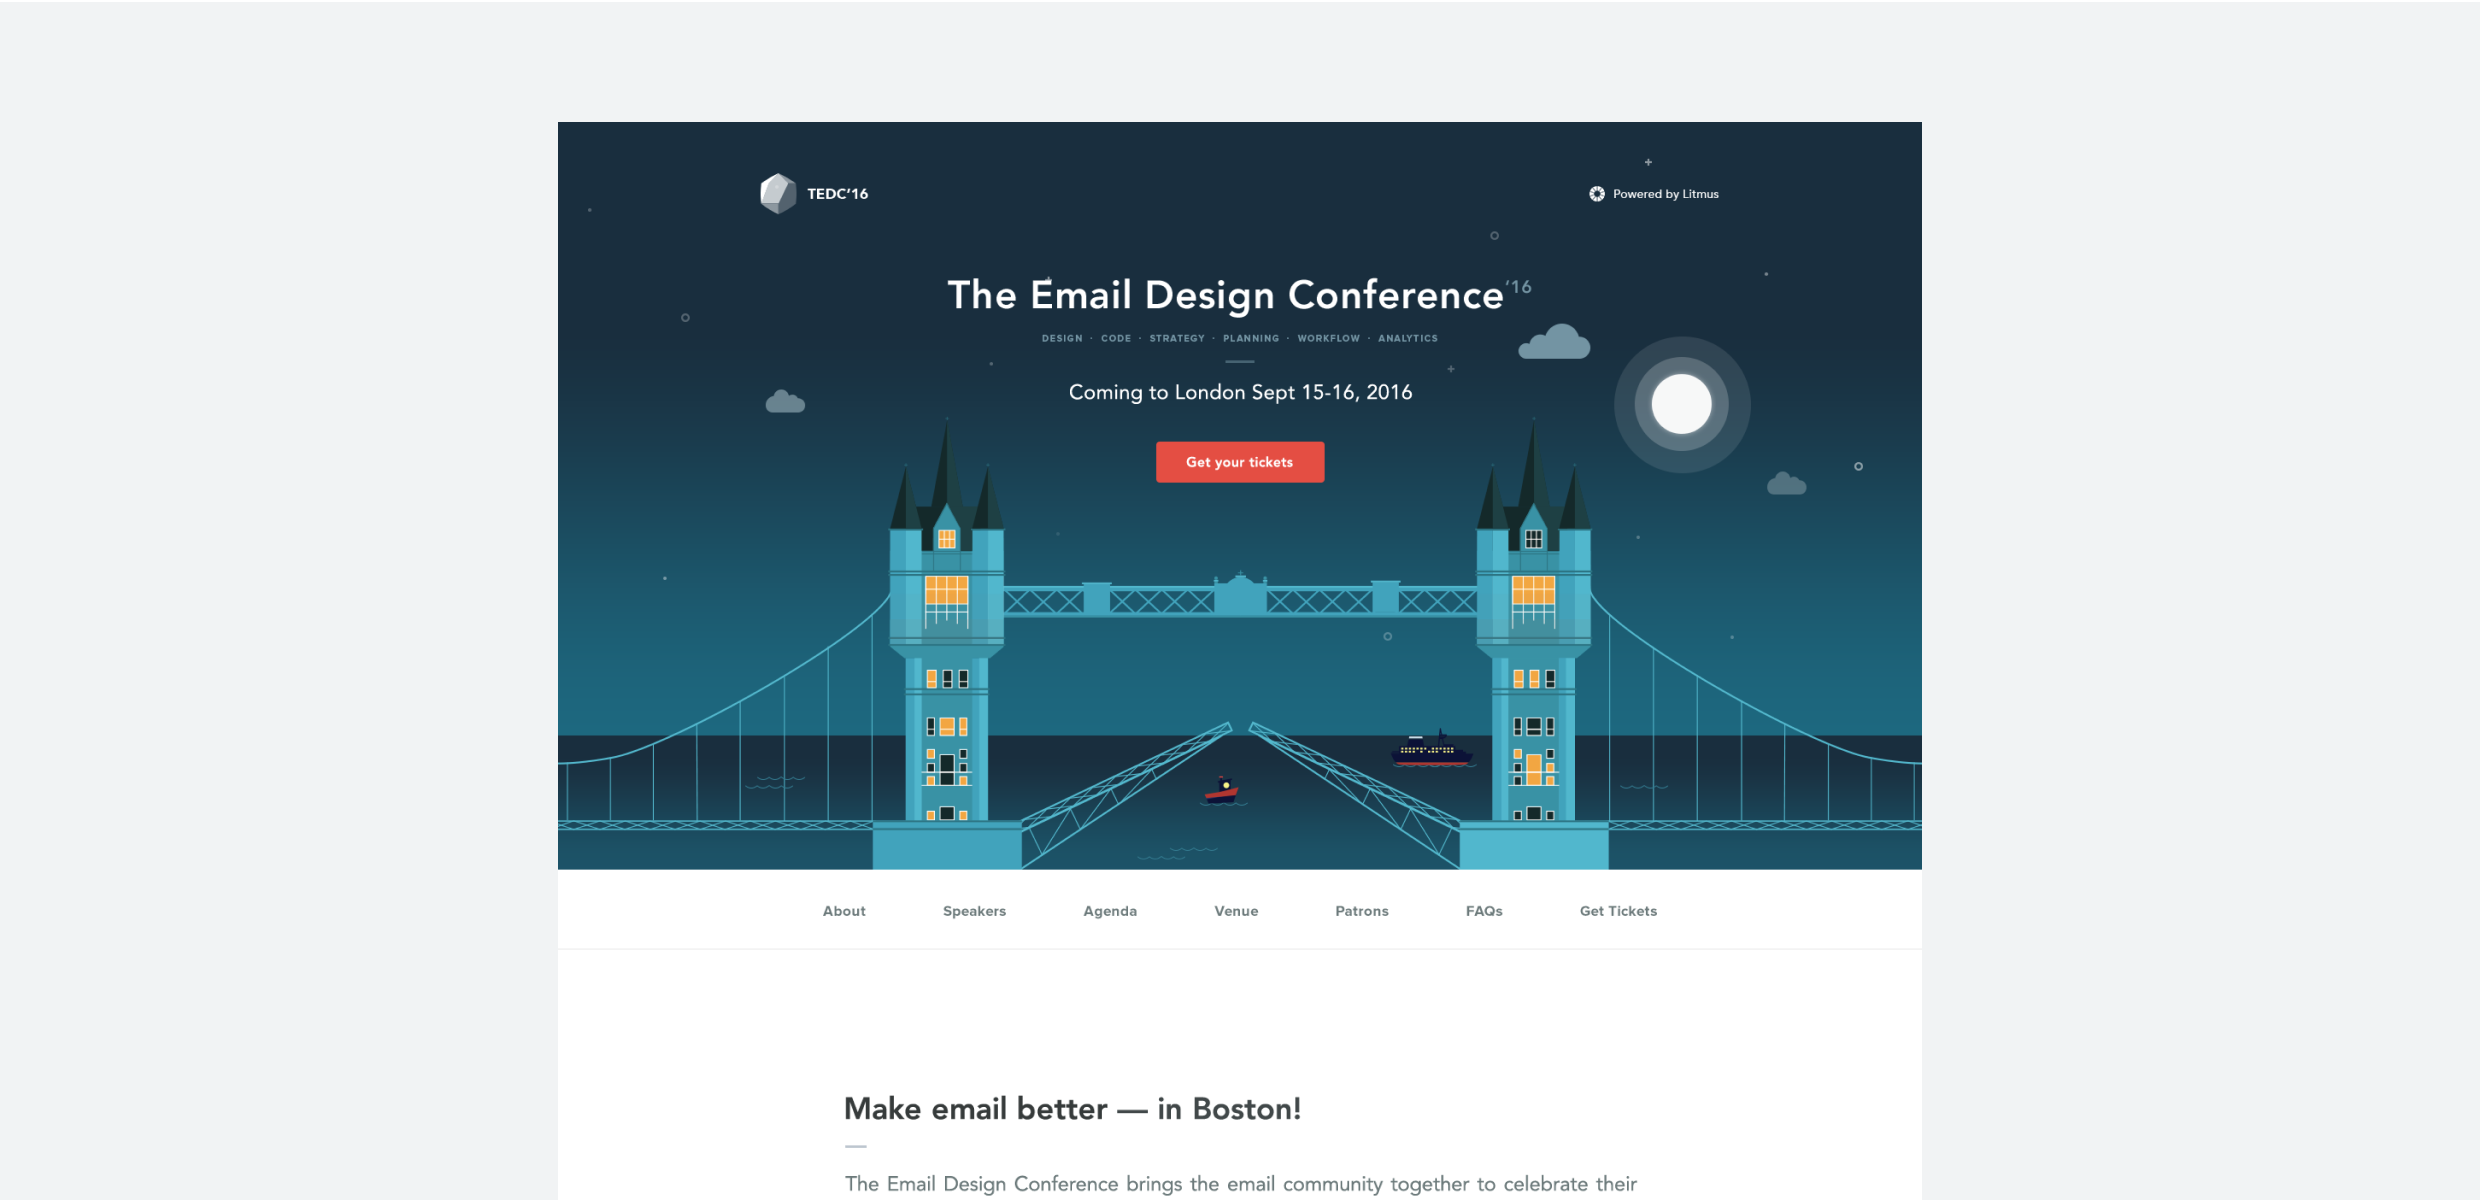 TEDC'16
Powered by Litmus
The Email Design Conference'16
DESIGN · CODE · STRATEGY · PLANNING · WORKFLOW · ANALYTICS
Coming to London Sept 15-16, 2016
Get your tickets
About Speakers Agenda Venue Patrons FAQs Get Tickets
Make email better — in Boston!
The Email Design Conference brings the email community together to celebrate their